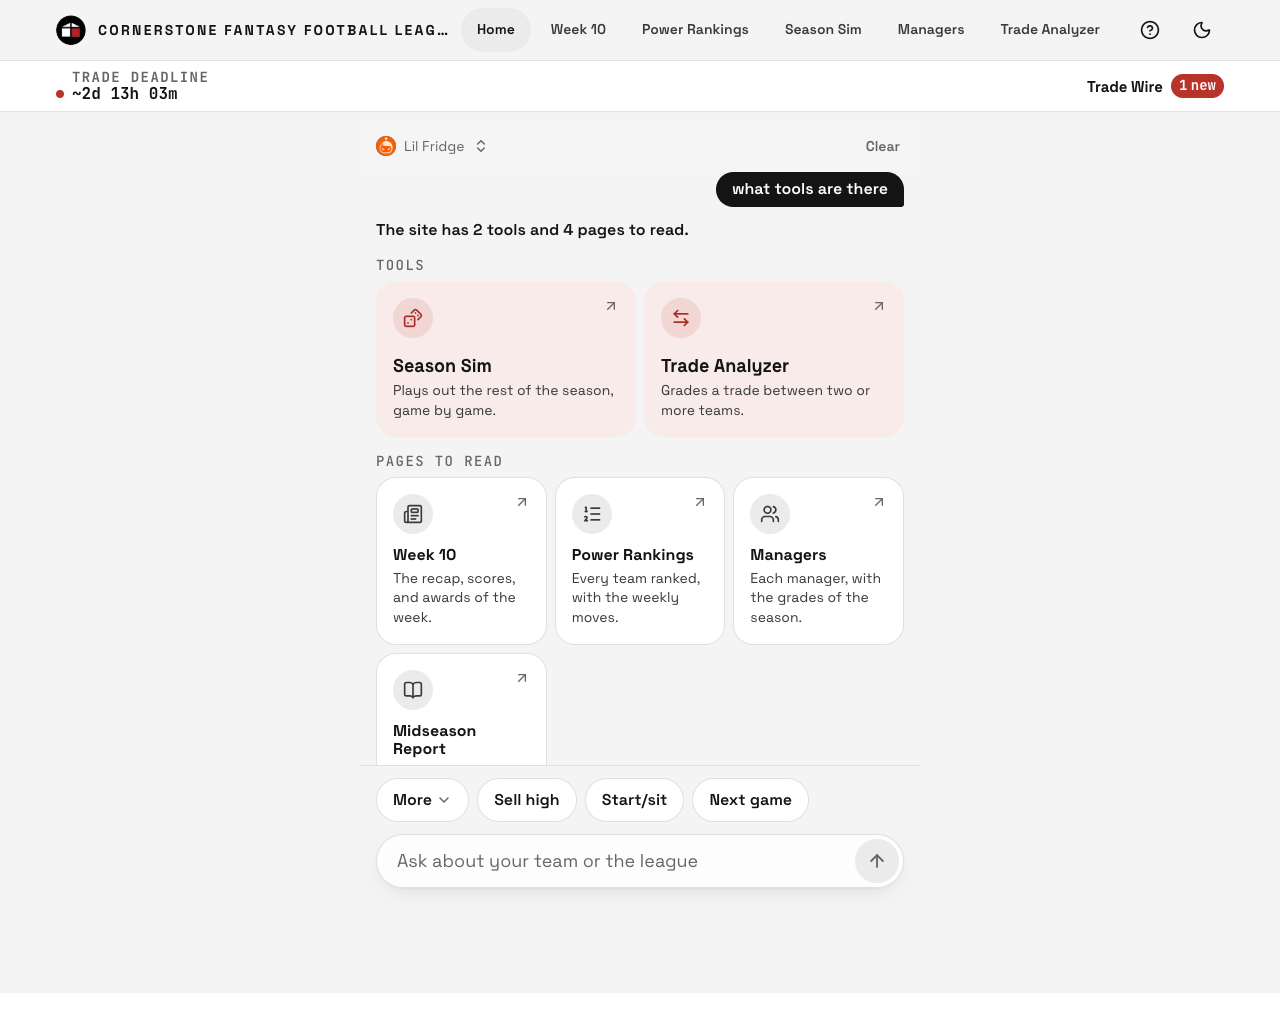 CORNERSTONE FANTASY FOOTBALL LEAG...
Home
Week 10
Power Rankings
Season Sim
Managers
Trade Analyzer
TRADE DEADLINE
~2d 13h 03m
Trade Wire
1 new
Lil Fridge
Clear
what tools are there
The site has 2 tools and 4 pages to read.
TOOLS
Season Sim
Plays out the rest of the season,
game by game.
Trade Analyzer
Grades a trade between two or
more teams.
PAGES TO READ
Week 10
The recap, scores,
and awards of the
week.
Power Rankings
Every team ranked,
with the weekly
moves.
Managers
Each manager, with
the grades of the
season.
Midseason
Report
More
Sell high
Start/sit
Next game
Ask about your team or the league